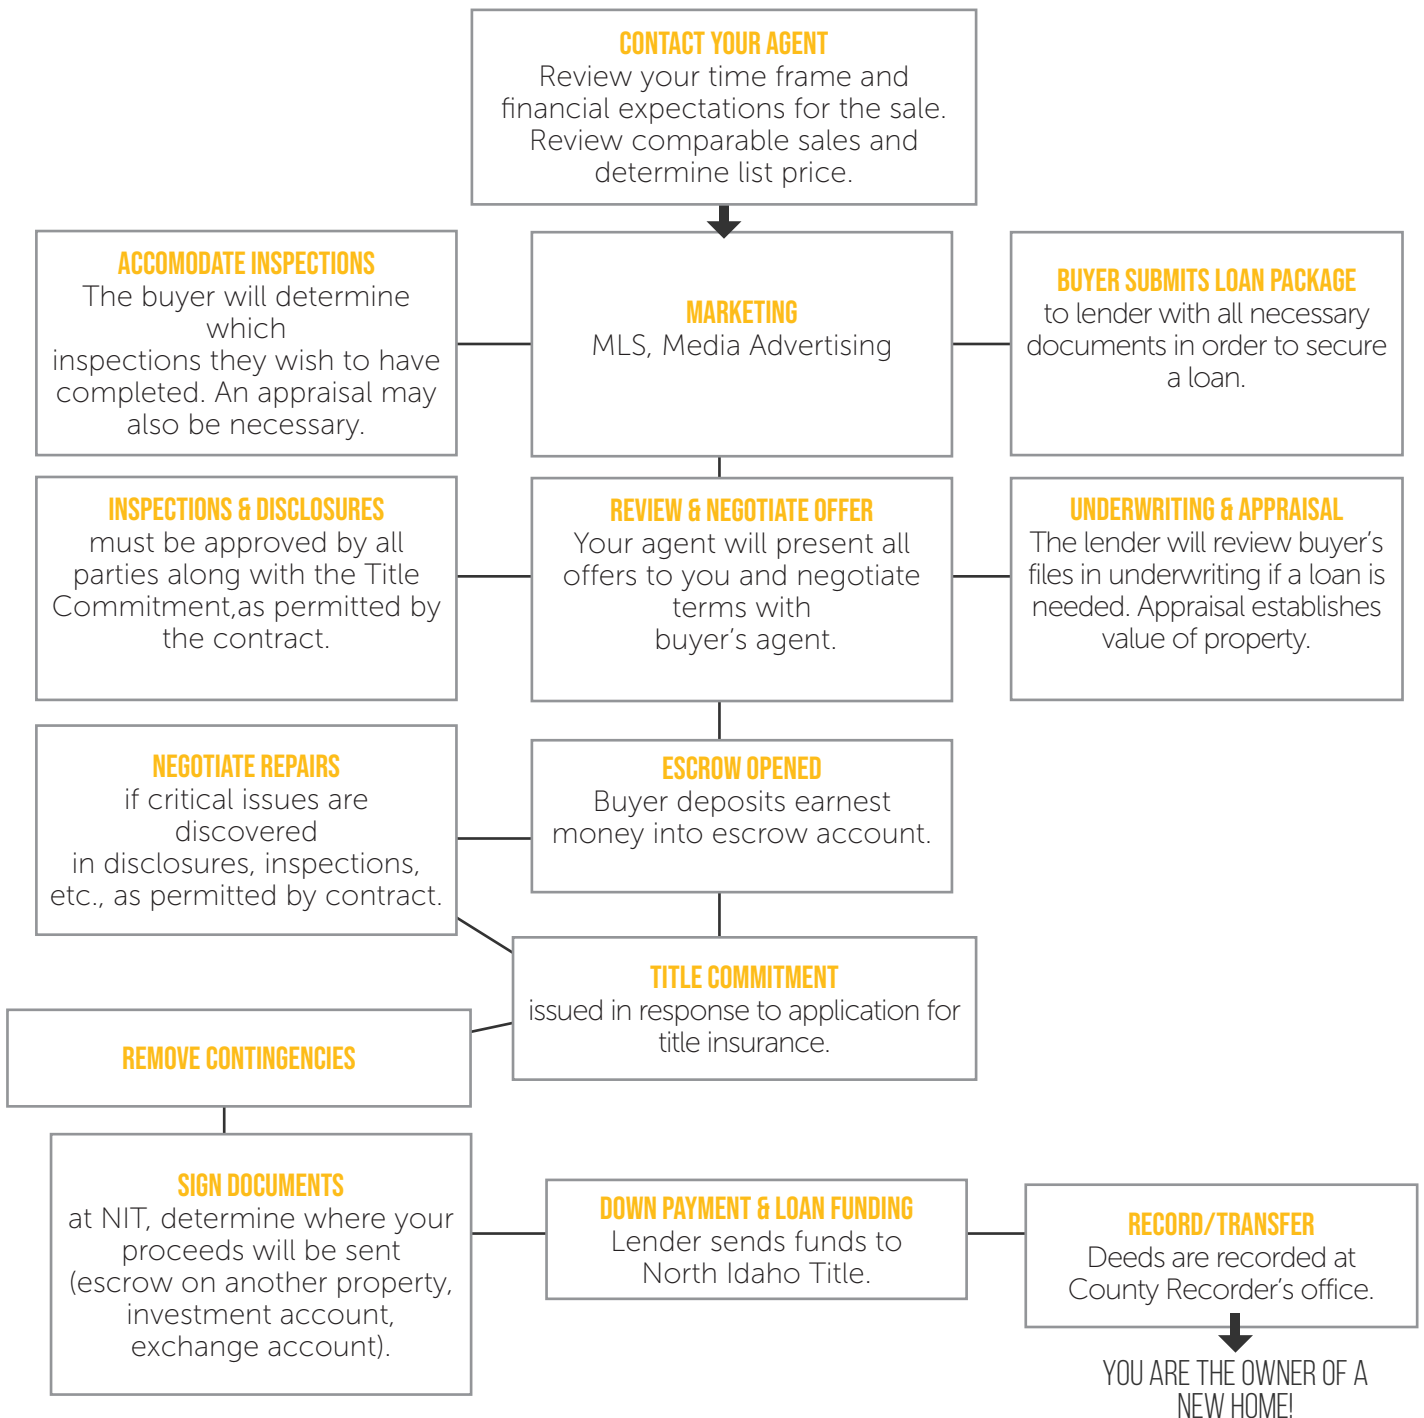 CONTACT YOUR AGENT
Review your time frame and
financial expectations for the sale.
Review comparable sales and
determine list price.
ACCOMODATE INSPECTIONS
The buyer will determine
which
inspections they wish to have
completed. An appraisal may
also be necessary.
MARKETING
MLS, Media Advertising
BUYER SUBMITS LOAN PACKAGE
to lender with all necessary
documents in order to secure
a loan.
INSPECTIONS & DISCLOSURES
must be approved by all
parties along with the Title
Commitment,as permitted by
the contract.
REVIEW & NEGOTIATE OFFER
Your agent will present all
offers to you and negotiate
terms with
buyer's agent.
UNDERWRITING & APPRAISAL
The lender will review buyer's
files in underwriting if a loan is
needed. Appraisal establishes
value of property.
NEGOTIATE REPAIRS
if critical issues are
discovered
in disclosures, inspections,
etc., as permitted by contract.
ESCROW OPENED
Buyer deposits earnest
money into escrow account.
TITLE COMMITMENT
issued in response to application for
title insurance.
REMOVE CONTINGENCIES
SIGN DOCUMENTS
at NIT, determine where your
proceeds will be sent
(escrow on another property,
investment account,
exchange account).
DOWN PAYMENT & LOAN FUNDING
Lender sends funds to
North Idaho Title.
RECORD/TRANSFER
Deeds are recorded at
County Recorder's office.
YOU ARE THE OWNER OF A
NEW HOME!